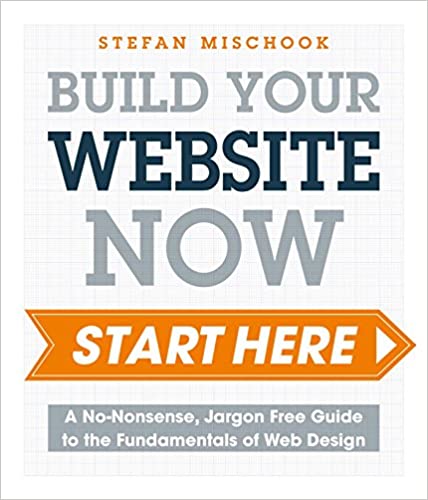 STEFAN MISCHOOK
BUILD YOUR
WEBSITE
NOW
START HERE
A No-Nonsense, Jargon Free Guide
to the Fundamentals of Web Design